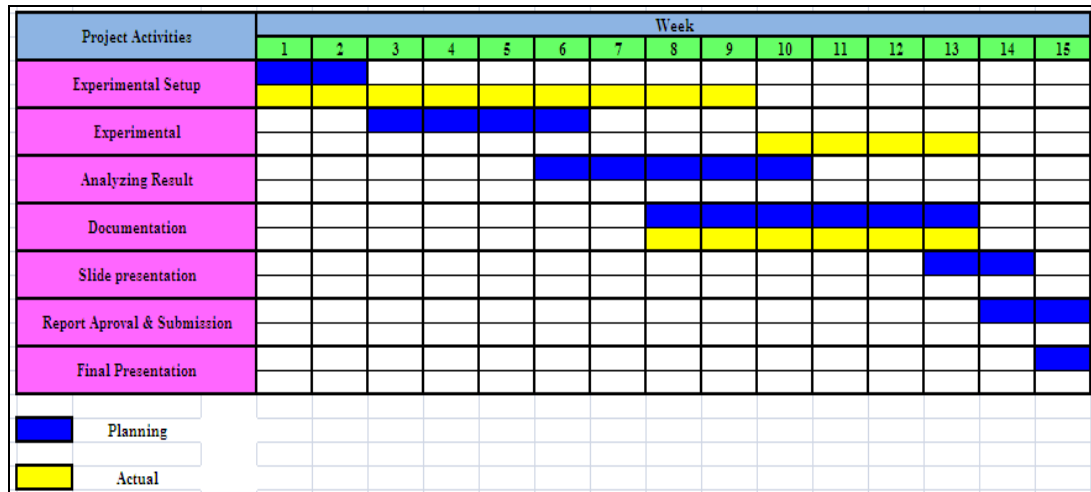 Project Activities
Week
1 2 3 4 5 6 7 8 9 10 11 12 13 14 15
Experimental Setup
Experimental
Analyzing Result
Documentation
Slide presentation
Report Aproval & Submission
Final Presentation
Planning
Actual